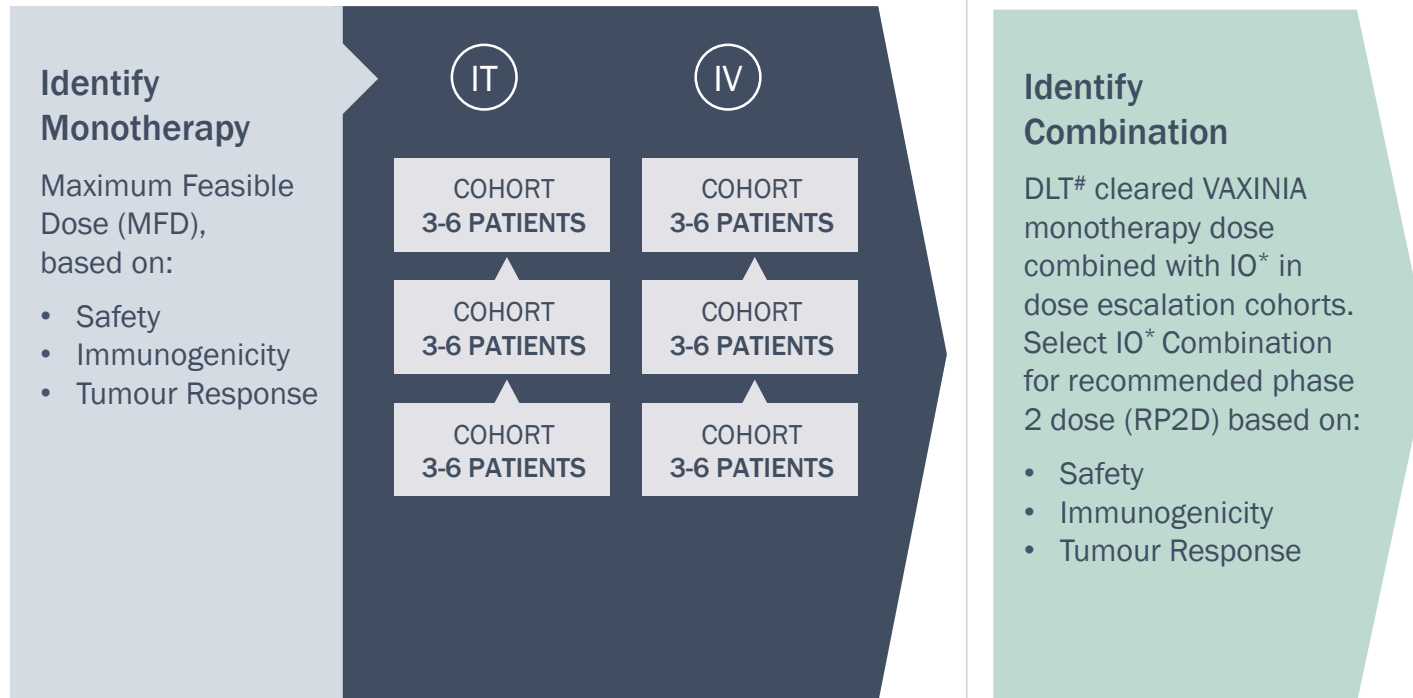 Identify
Monotherapy
Maximum Feasible
Dose (MFD),
based on:
• Safety
• Immunogenicity
• Tumour Response
IT
COHORT
3-6 PATIENTS
COHORT
3-6 PATIENTS
COHORT
3-6 PATIENTS
IV
COHORT
3-6 PATIENTS
COHORT
3-6 PATIENTS
COHORT
3-6 PATIENTS
Identify
Combination
DLT# cleared VAXINIA
monotherapy dose
combined with IO* in
dose escalation cohorts.
Select IO* Combination
for recommended phase
2 dose (RP2D) based on:
• Safety
• Immunogenicity
• Tumour Response